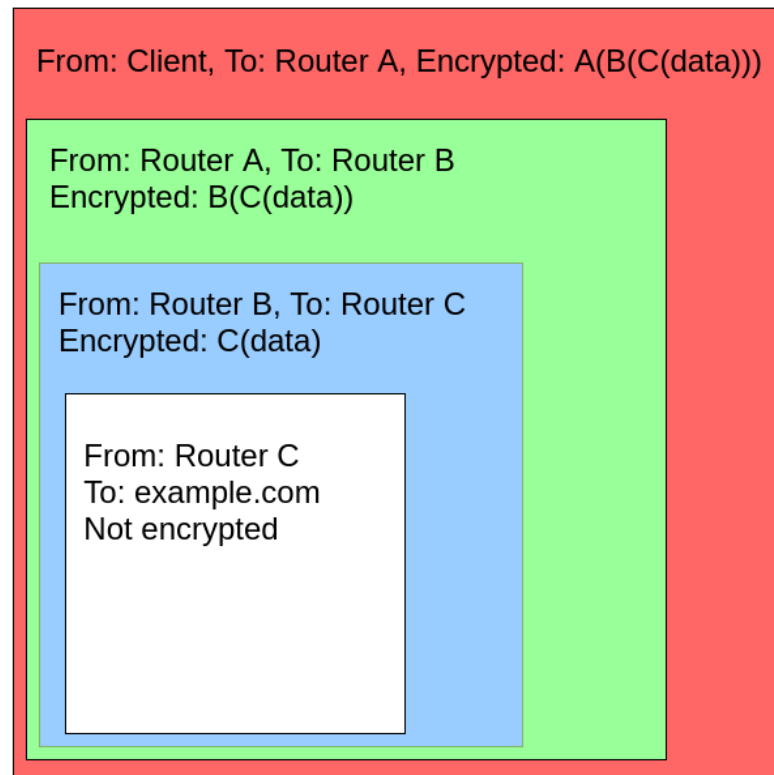 From: Client, To: Router A, Encrypted: A(B(C(data)))
From: Router A, To: Router B
Encrypted: B(C(data))
From: Router B, To: Router C
Encrypted: C(data)
From: Router C
To: example.com
Not encrypted